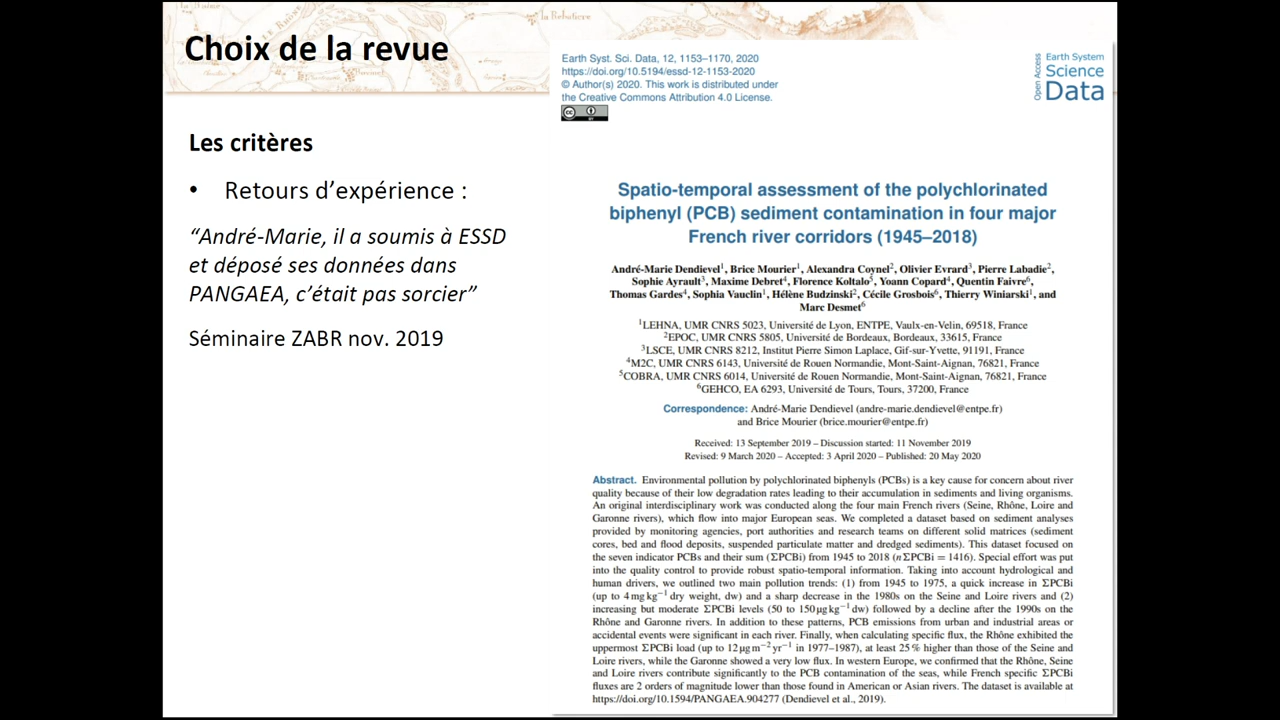 Choix de la revue
Les critères
• Retours d’expérience :
“André-Marie, il a soumis à ESSD
et déposé ses données dans
PANGAEA, c’était pas sorcier”
Séminaire ZABR nov. 2019
Earth Syst. Sci. Data, 12, 1153–1170, 2020
https://doi.org/10.5194/essd-12-1153-2020
© Author(s) 2020. This work is distributed under
the Creative Commons Attribution 4.0 License.
cc
BY
Open Access
Earth System
Science
Data
Spatio-temporal assessment of the polychlorinated
biphenyl (PCB) sediment contamination in four major
French river corridors (1945–2018)
André-Marie Dendievel1, Brice Mourier1, Alexandra Coynel2, Olivier Evrard3, Pierre Labadie2,
Sophie Ayrault3, Maxime Debret4, Florence Koltalo5, Yoann Copard4, Quentin Faivre6,
Thomas Gardes4, Sophia Vauclin1, Hélène Budzinski2, Cécile Grosbois6, Thierry Winiarski1, and
Marc Desmet6
1LEHNA, UMR CNRS 5023, Université de Lyon, ENTPE, Vaulx-en-Velin, 69518, France
2EPOC, UMR CNRS 5805, Université de Bordeaux, Bordeaux, 33615, France
3LSCE, UMR CNRS 8212, Institut Pierre Simon Laplace, Gif-sur-Yvette, 91191, France
4M2C, UMR CNRS 6143, Université de Rouen Normandie, Mont-Saint-Aignan, 76821, France
5COBRA, UMR CNRS 6014, Université de Rouen Normandie, Mont-Saint-Aignan, 76821, France
6GEHCO, EA 6293, Université de Tours, Tours, 37200, France
Correspondence: André-Marie Dendievel (andre-marie.dendievel@entpe.fr)
and Brice Mourier (brice.mourier@entpe.fr)
Received: 13 September 2019 – Discussion started: 11 November 2019
Revised: 9 March 2020 – Accepted: 3 April 2020 – Published: 20 May 2020
Abstract. Environmental pollution by polychlorinated biphenyls (PCBs) is a key cause for concern about river
quality because of their low degradation rates leading to their accumulation in sediments and living organisms.
An original interdisciplinary work was conducted along the four main French rivers (Seine, Rhône, Loire and
Garonne rivers), which flow into major European seas. We completed a dataset based on sediment analyses
provided by monitoring agencies, port authorities and research teams on different solid matrices (sediment
cores, bed and flood deposits, suspended particulate matter and dredged sediments). This dataset focused on
the seven indicator PCBs and their sum (ΣPCBi) from 1945 to 2018 (n ΣPCBi = 1416). Special effort was put
into the quality control to provide robust spatio-temporal information. Taking into account hydrological and
human drivers, we outlined two main pollution trends: (1) from 1945 to 1975, a quick increase in ΣPCBi
(up to 4 mg kg−1 dry weight, dw) and a sharp decrease in the 1980s on the Seine and Loire rivers and (2)
increasing but moderate ΣPCBi levels (50 to 150 µg kg−1 dw) followed by a decline after the 1990s on the
Rhône and Garonne rivers. In addition to these patterns, PCB emissions from urban and industrial areas or
accidental events were significant in each river. Finally, when calculating specific flux, the Rhône exhibited the
uppermost ΣPCBi load (up to 12 µg m−2 yr−1 in 1977–1987), at least 25 % higher than those of the Seine and
Loire rivers, while the Garonne showed a very low flux. In western Europe, we confirmed that the Rhône, Seine
and Loire rivers contribute significantly to the PCB contamination of the seas, while French specific ΣPCBi
fluxes are 2 orders of magnitude lower than those found in American or Asian rivers. The dataset is available at
https://doi.org/10.1594/PANGAEA.904277 (Dendievel et al., 2019).